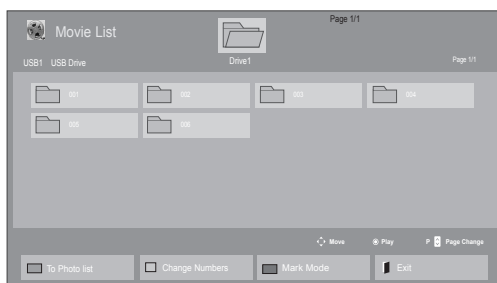 Page 1/1
Movie List
USB1 USB Drive
Drive1
Page 1/1
001 002 003 004
005 006
Move Play P Page Change
To Photo list Change Numbers Mark Mode Exit